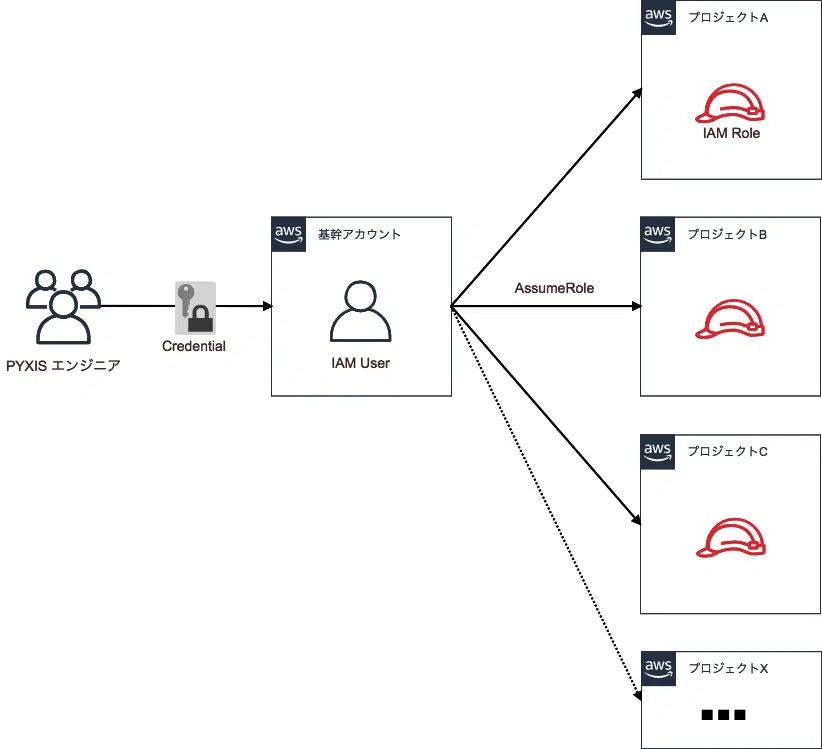 aws プロジェクトA
IAM Role
aws 基幹アカウント
aws プロジェクトB
AssumeRole
Credential
IAM User
PYXIS エンジニア
aws プロジェクトC
aws プロジェクトX